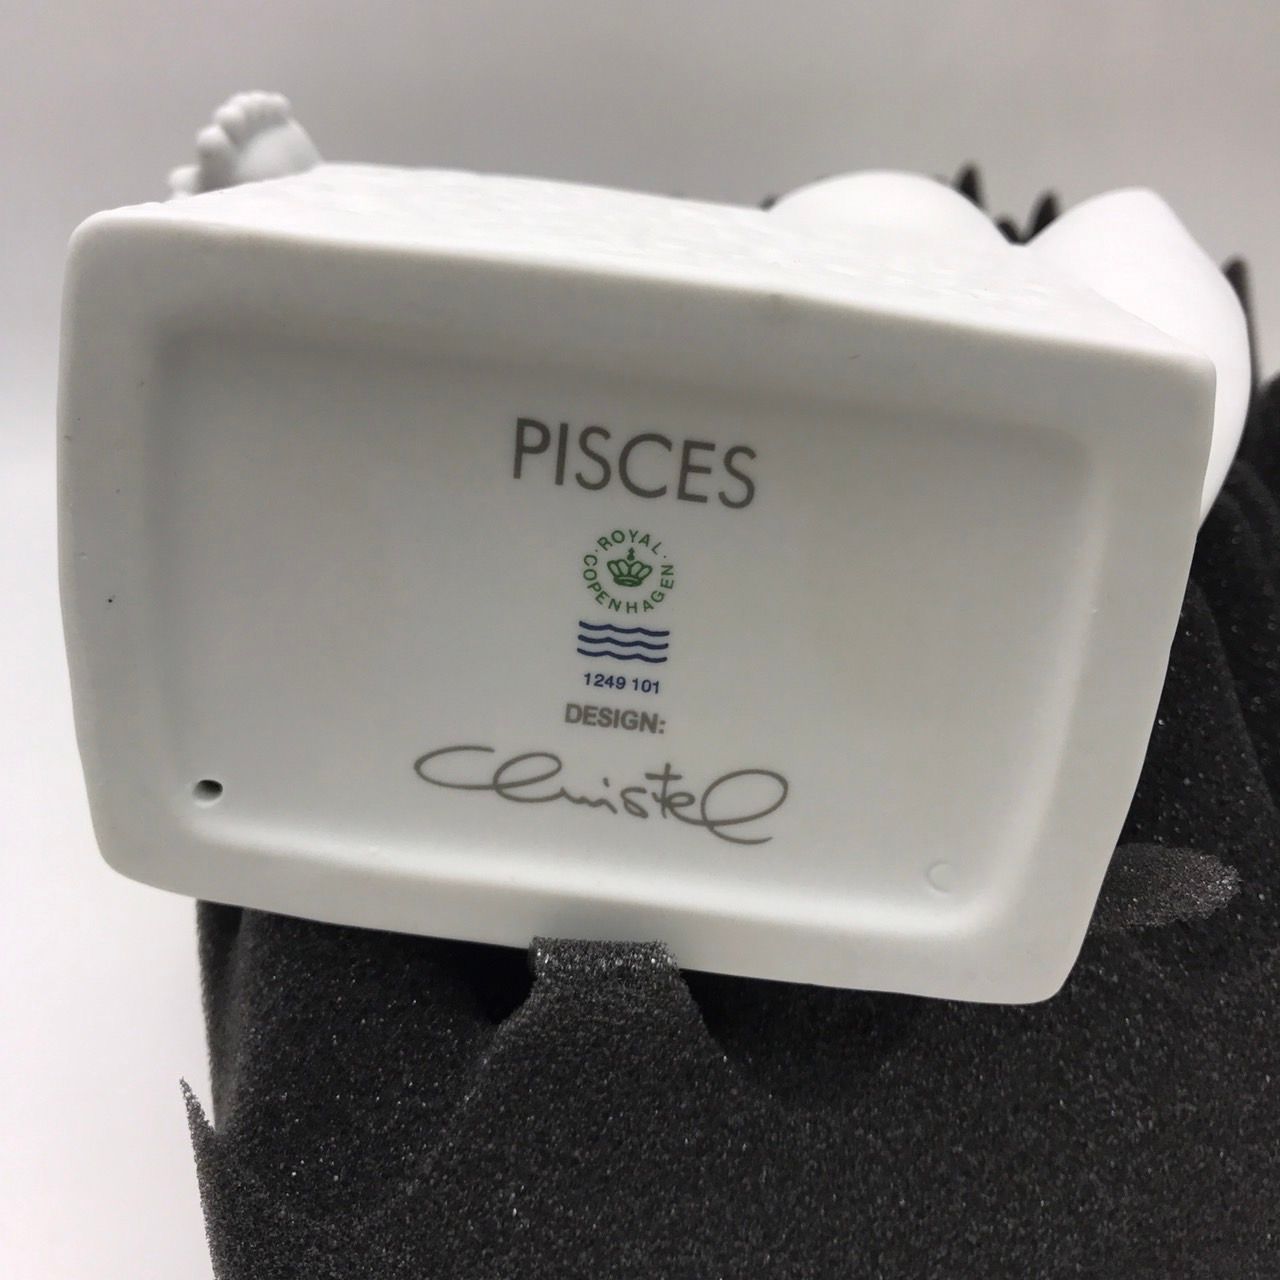 PISCES
ROYAL
COPENHAGEN
1249 101
DESIGN:
Christel